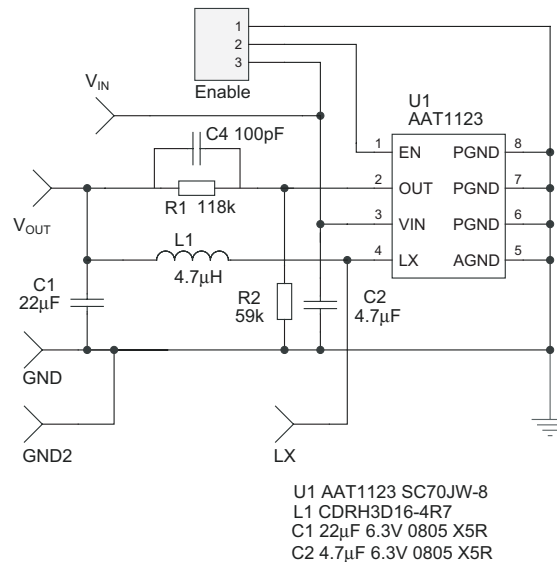 1
2
3
Enable
V_IN
U1
AAT1123
C4 100pF
1 EN PGND 8
2 OUT PGND 7
3 VIN PGND 6
4 LX AGND 5
R1 118k
V_OUT
L1
4.7μH
C1
22μF
R2
59k
C2
4.7μF
GND
GND2
LX
U1 AAT1123 SC70JW-8
L1 CDRH3D16-4R7
C1 22μF 6.3V 0805 X5R
C2 4.7μF 6.3V 0805 X5R